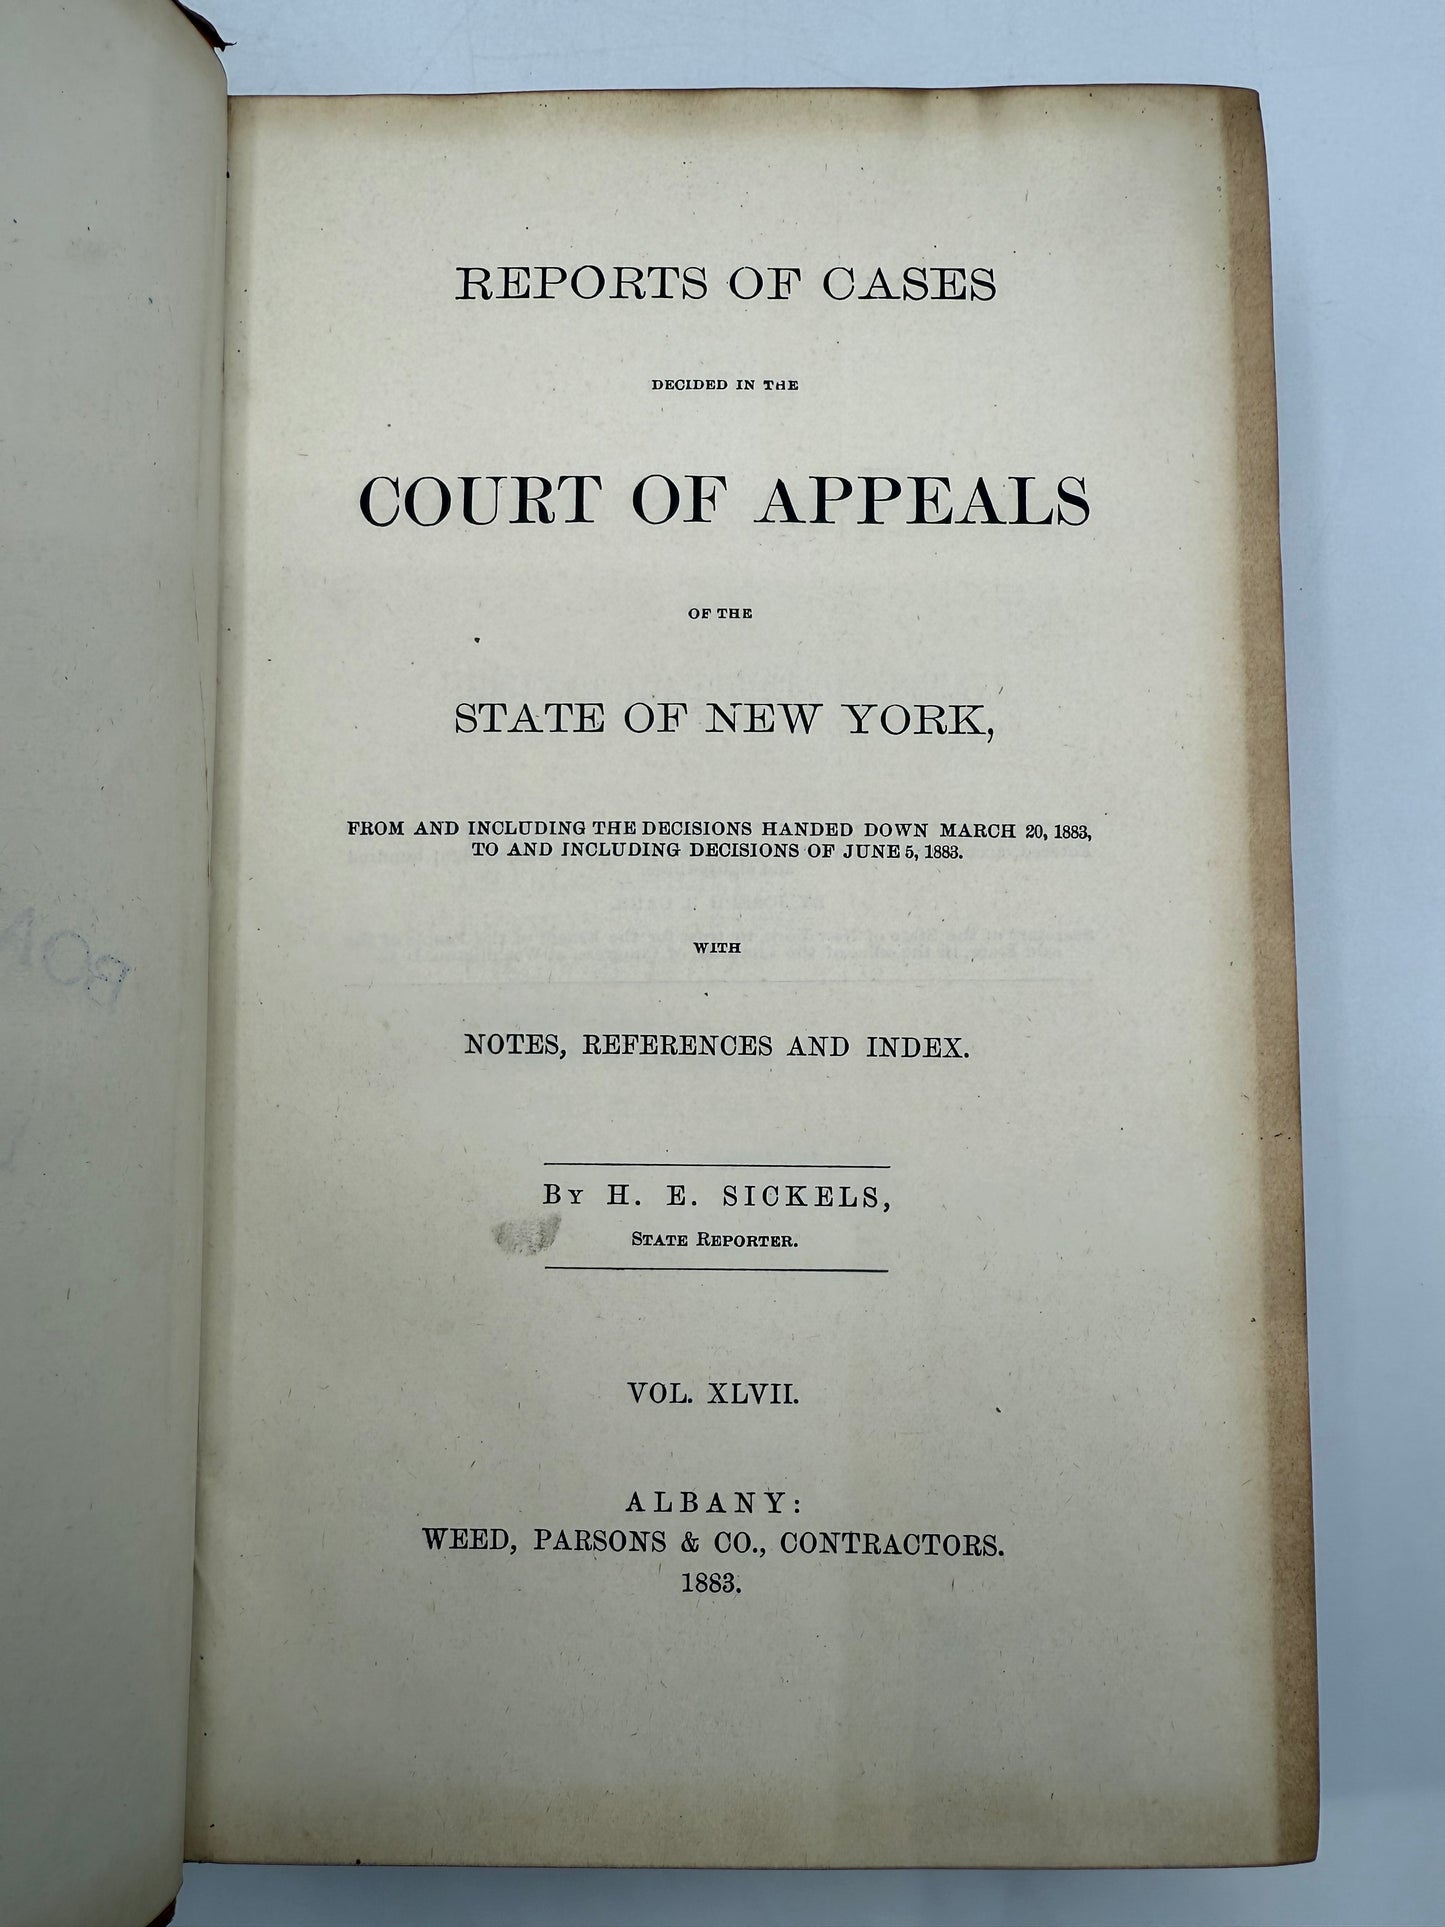 REPORTS OF CASES
DECIDED IN THE
COURT OF APPEALS
OF THE
STATE OF NEW YORK,
FROM AND INCLUDING THE DECISIONS HANDED DOWN MARCH 20, 1883,
TO AND INCLUDING DECISIONS OF JUNE 5, 1883.
WITH
NOTES, REFERENCES AND INDEX.
BY H. E. SICKELS,
STATE REPORTER.
VOL. XLVII.
ALBANY:
WEED, PARSONS & CO., CONTRACTORS.
1883.